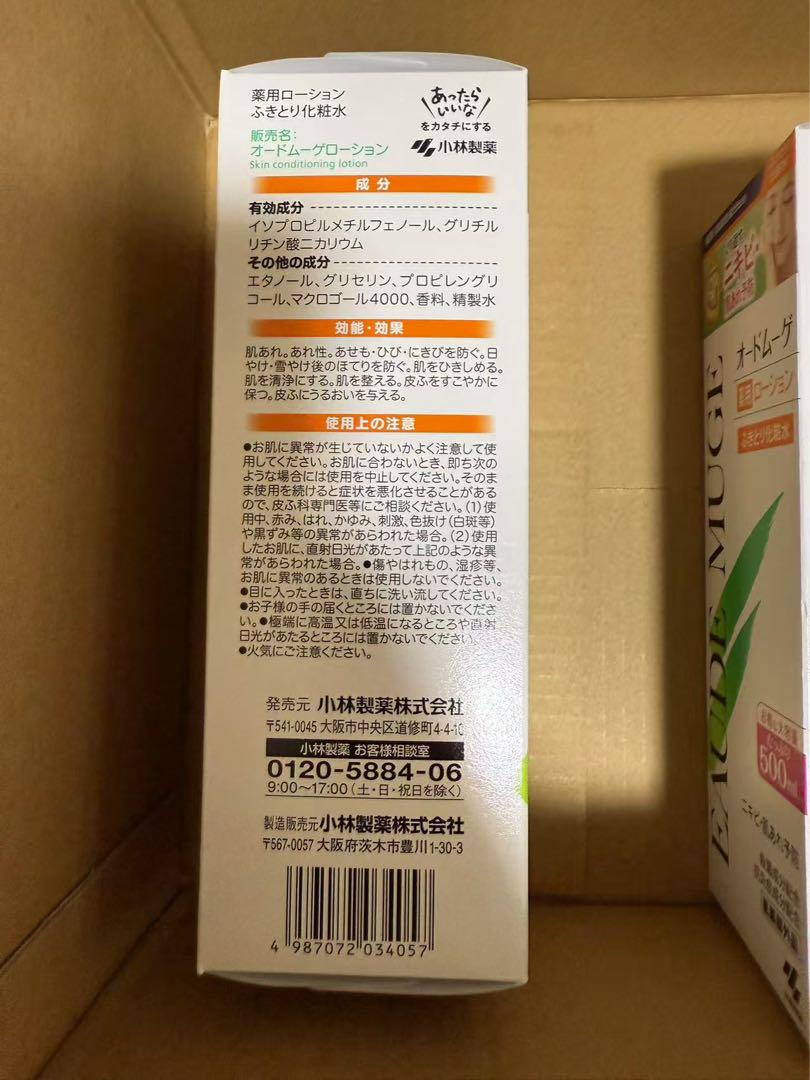 薬用ローション
ふきとり化粧水
販売名:
オードムーゲローション
Skin conditioning lotion
あったら
いいな
をカタチにする
小林製薬
成分
有効成分
イソプロピルメチルフェノール、グリチル
リチン酸二カリウム
その他の成分
エタノール、グリセリン、プロピレングリ
コール、マクロゴール4000、香料、精製水
効能・効果
肌あれ。あれ性。あせも・ひび・にきびを防ぐ。日
やけ・雪やけ後のほてりを防ぐ。肌をひきしめる。
肌を清浄にする。肌を整える。皮ふをすこやかに
保つ。皮ふにうるおいを与える。
使用上の注意
●お肌に異常が生じていないかよく注意して使
用してください。お肌に合わないとき、即ち次の
ような場合には使用を中止してください。そのま
ま使用を続けると症状を悪化させることがある
ので、皮ふ科専門医等にご相談ください。(1)使
用中、赤み、はれ、かゆみ、刺激、色抜け(白斑等)
や黒ずみ等の異常があらわれた場合。(2)使用
したお肌に、直射日光があたって上記のような異
常があらわれた場合。●傷やはれもの、湿疹等、
お肌に異常のあるときは使用しないでください。
●目に入ったときは、直ちに洗い流してください。
●お子様の手の届くところには置かないでくださ
い。●極端に高温又は低温になるところや直射
日光があたるところには置かないでください。
●火気にご注意ください。
発売元 小林製薬株式会社
〒541-0045 大阪市中央区道修町4-4-10
小林製薬 お客様相談室
0120-5884-06
9:00〜17:00(土・日・祝日を除く)
製造販売元 小林製薬株式会社
〒567-0057 大阪府茨木市豊川1-30-3
4 987072 034057
ニキビ・
肌あれ予防
オードムーゲ
薬用ローション
ふきとり化粧水
EAUDE MUGÉ
500ml
ニキビ・肌あれ予防